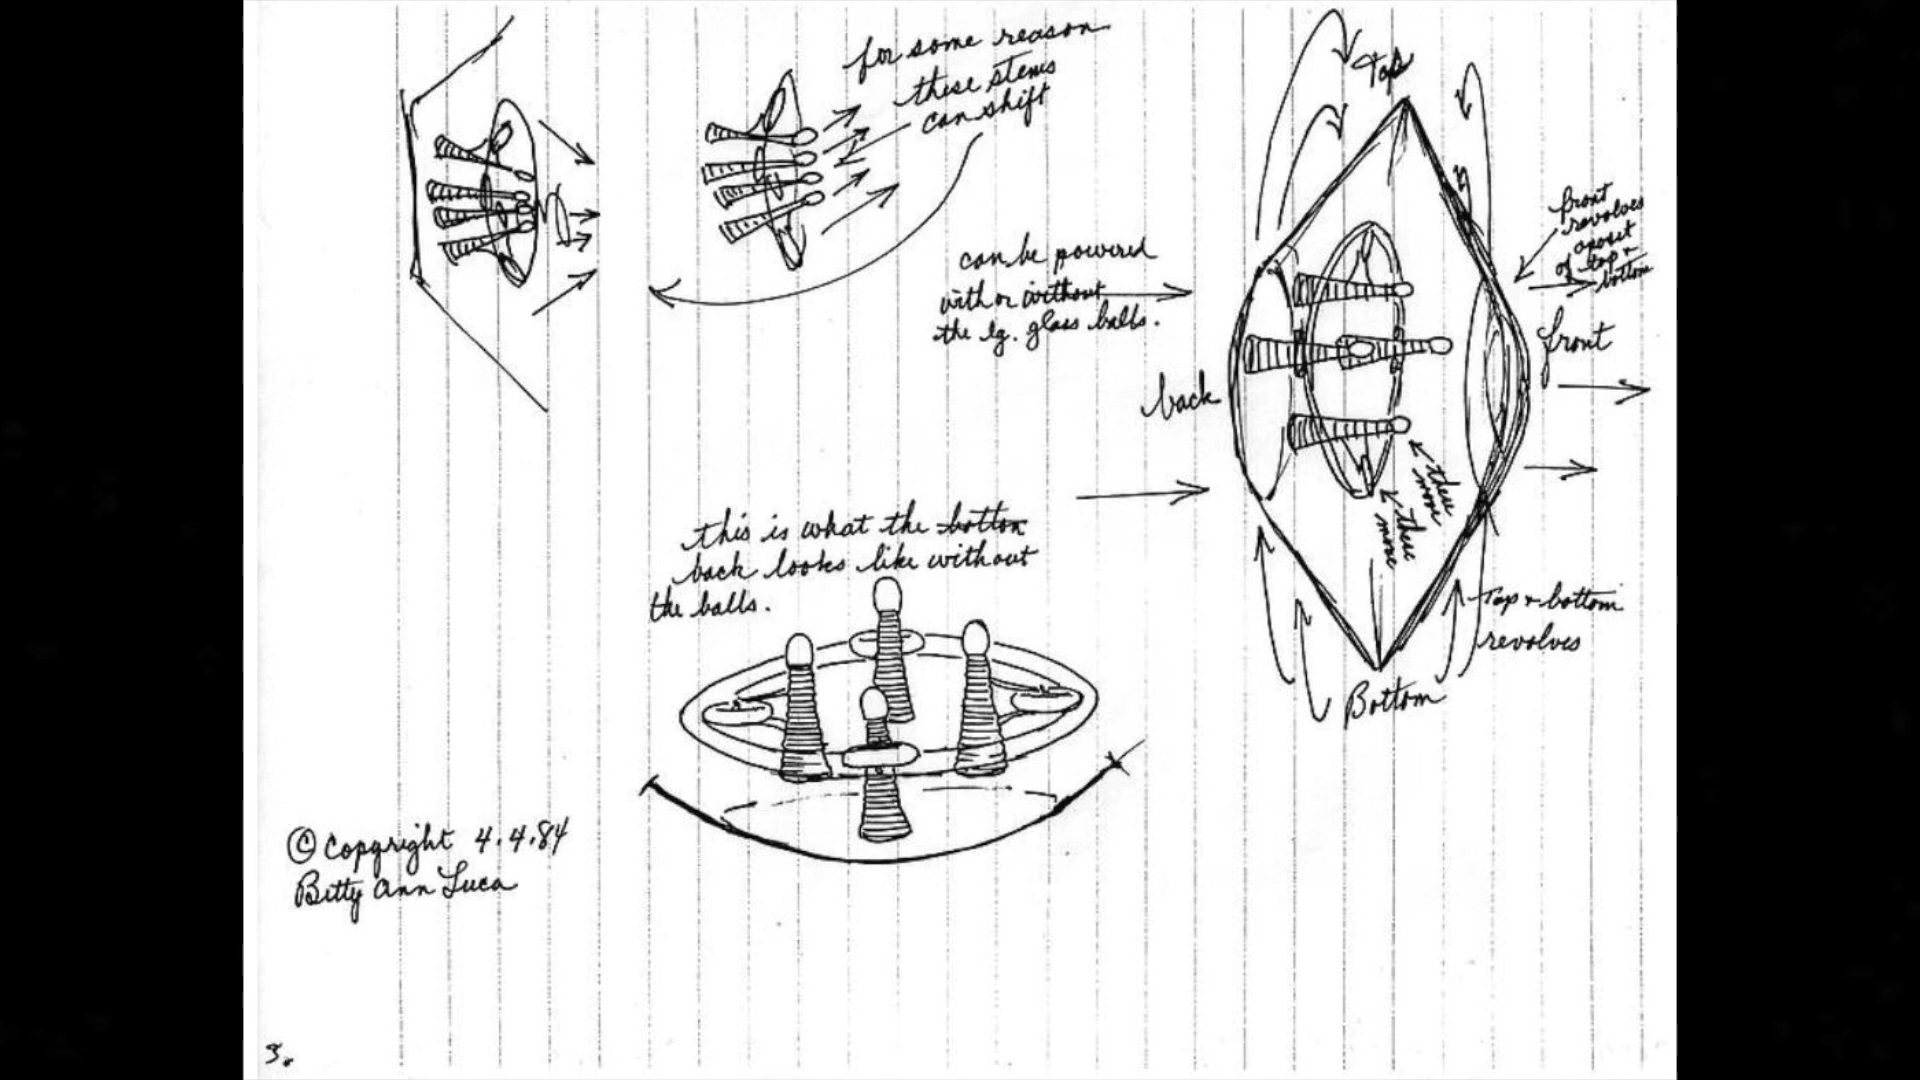 for some reason
these stems
can shift
can be powered
with or without
the lg. glass balls.
Top
front
revolves
oposit
of top +
bottom
front
back
these
move
these
move
Top + bottom
revolves
Bottom
this is what the bottom
back looks like without
the balls.
© Copyright 4.4.84
Betty Ann Luca
3.